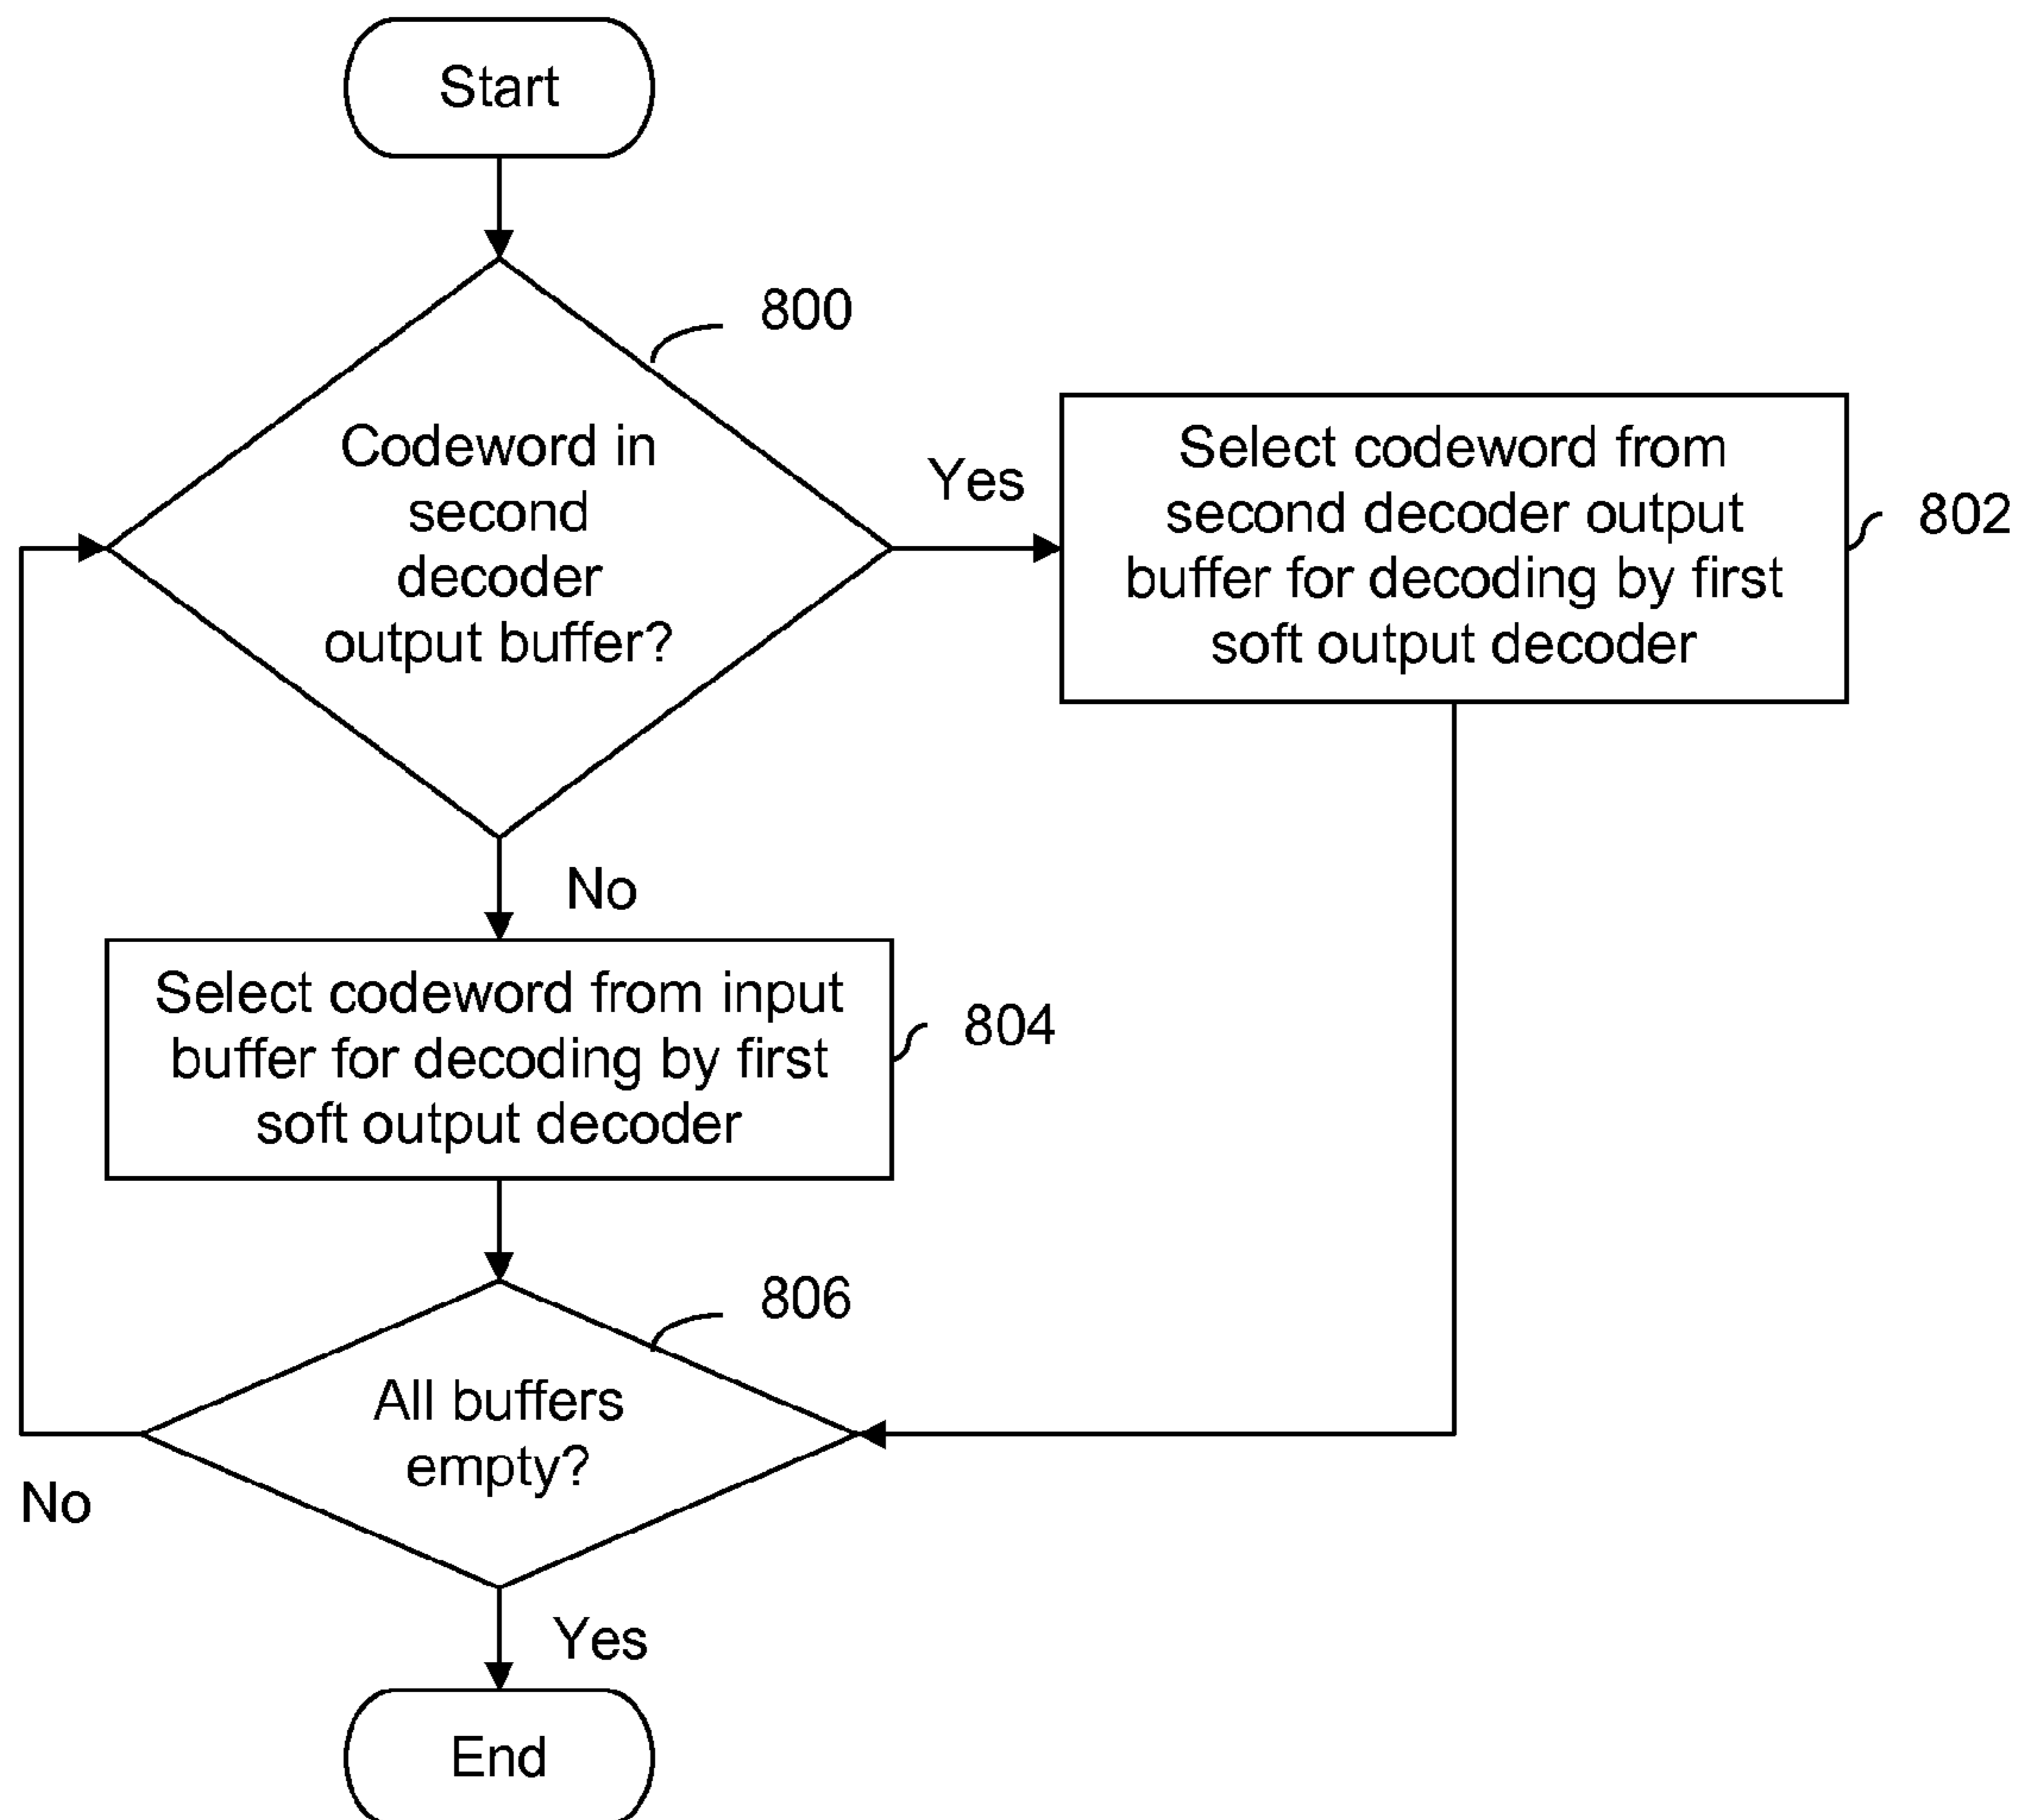 Start
800
Codeword in
second
decoder
output buffer?
Yes
Select codeword from
second decoder output
buffer for decoding by first
soft output decoder
802
No
Select codeword from input
buffer for decoding by first
soft output decoder
804
806
All buffers
empty?
No
Yes
End